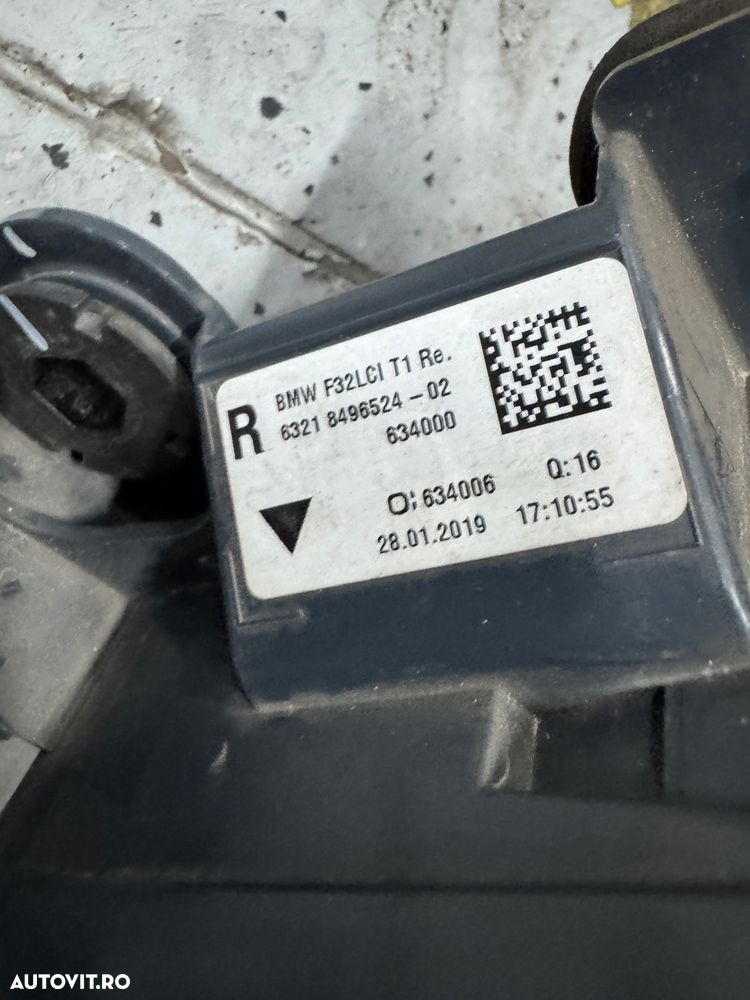 R
BMW F32LCI T1 Re.
6321 8496524 - 02
634000
O: 634006 Q: 16
28.01.2019 17:10:55
AUTOVIT.RO